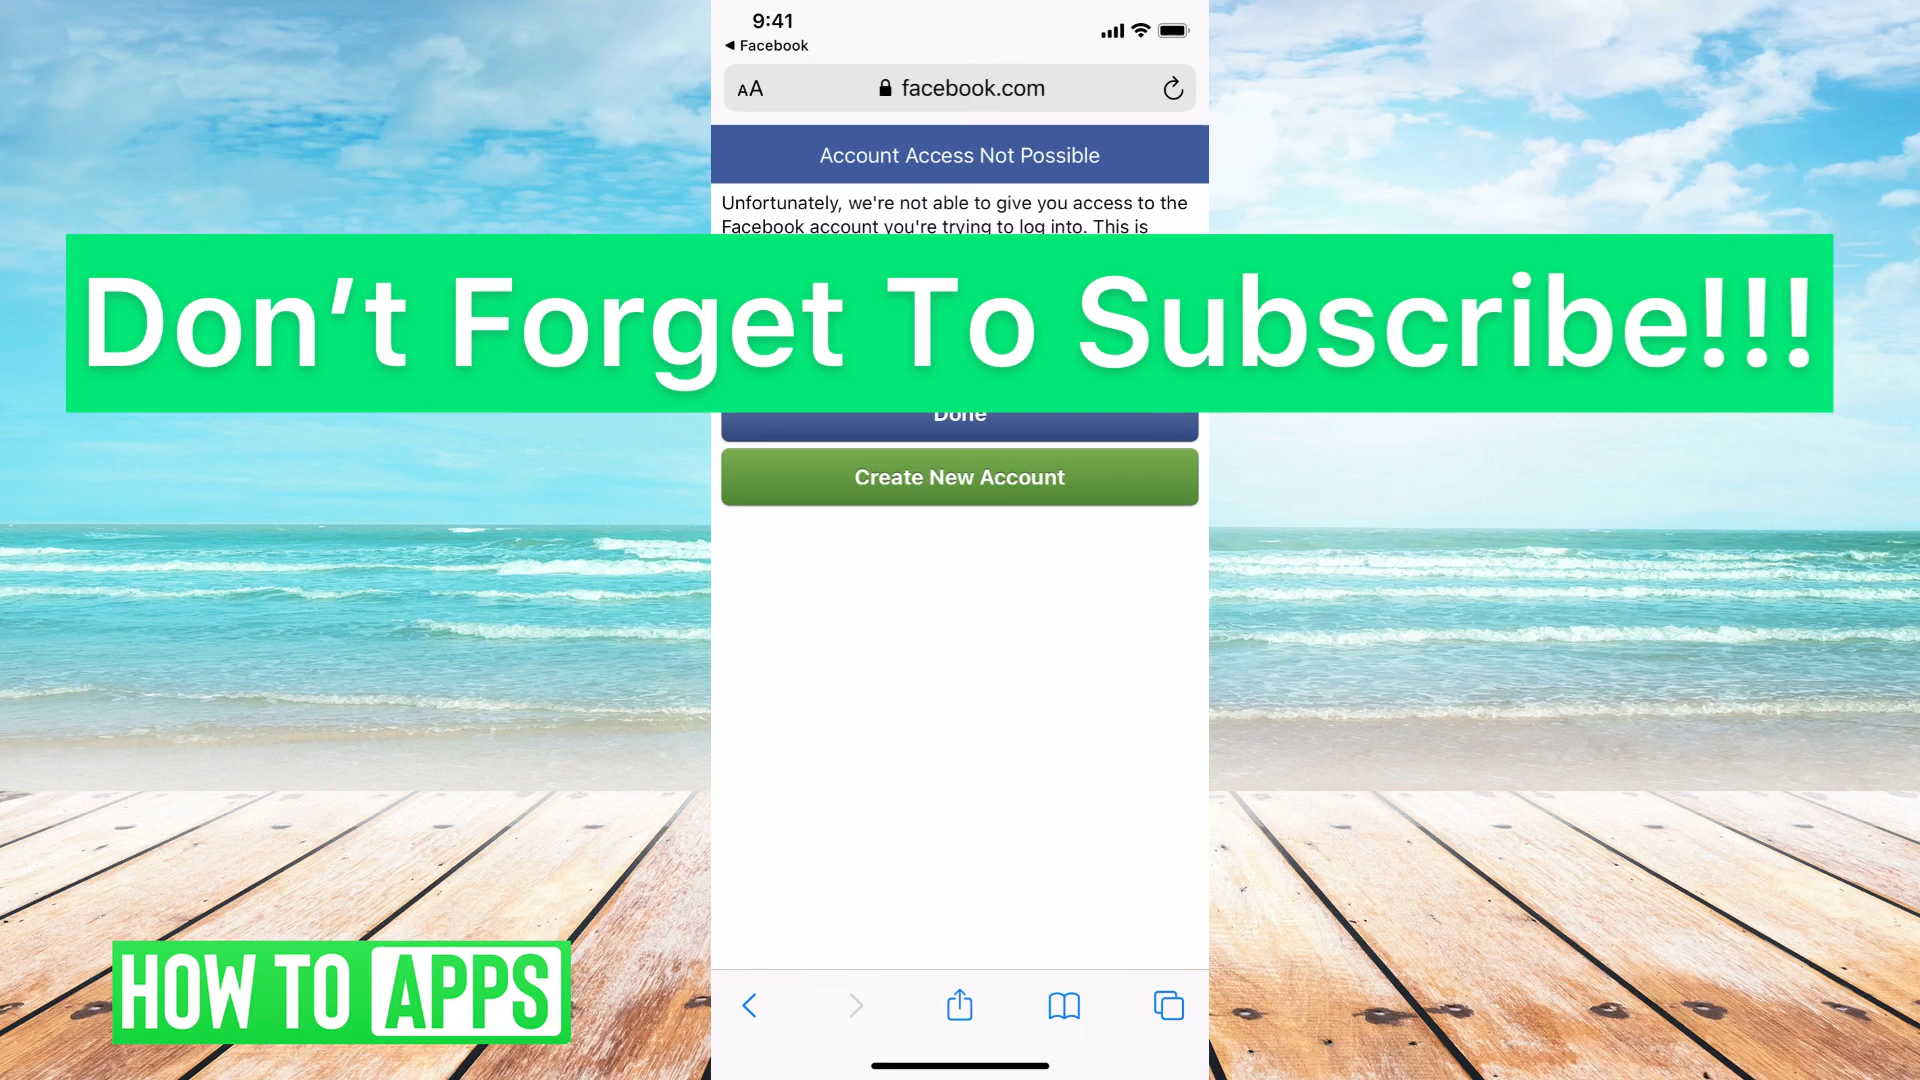 9:41
◀ Facebook
AA
facebook.com
Account Access Not Possible
Unfortunately, we're not able to give you access to the
Facebook account you're trying to log into. This is
Don’t Forget To Subscribe!!!
Done
Create New Account
HOW TO APPS